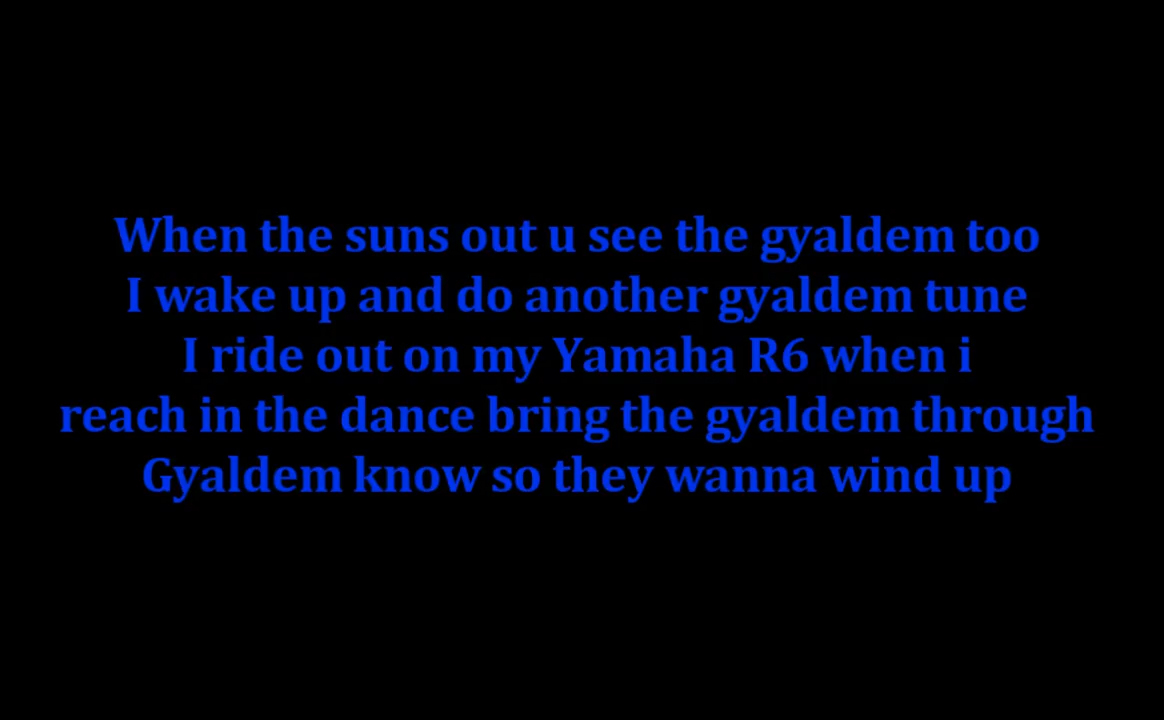 When the suns out u see the gyaldem too
I wake up and do another gyaldem tune
I ride out on my Yamaha R6 when i
reach in the dance bring the gyaldem through
Gyaldem know so they wanna wind up